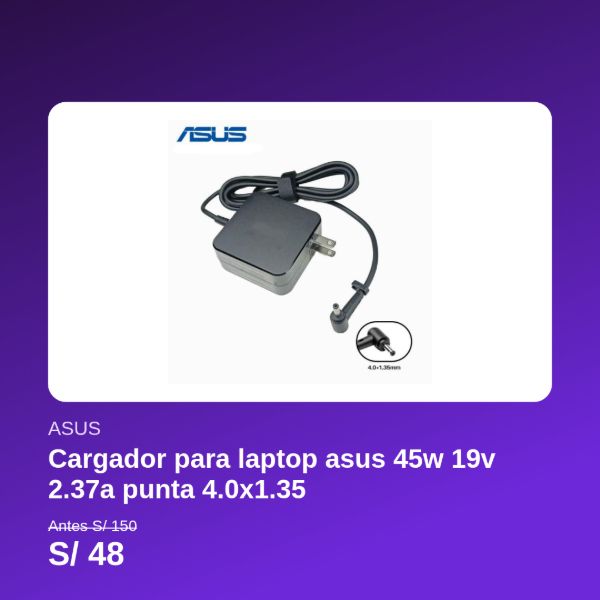 ASUS
4.0*1.35mm
ASUS
Cargador para laptop asus 45w 19v
2.37a punta 4.0x1.35
Antes S/ 150
S/ 48